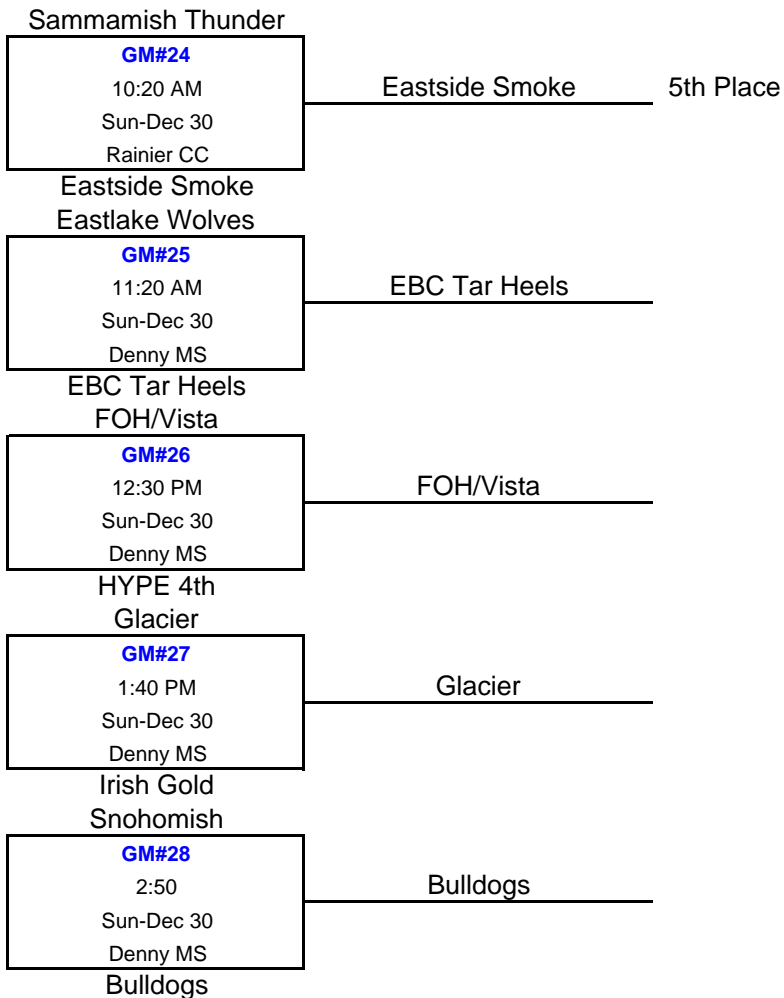 Sammamish Thunder
GM#24
10:20 AM
Eastside Smoke
5th Place
Sun-Dec 30
Rainier CC
Eastside Smoke
Eastlake Wolves
GM#25
11:20 AM
EBC Tar Heels
Sun-Dec 30
Denny MS
EBC Tar Heels
FOH/Vista
GM#26
12:30 PM
FOH/Vista
Sun-Dec 30
Denny MS
HYPE 4th
Glacier
GM#27
1:40 PM
Glacier
Sun-Dec 30
Denny MS
Irish Gold
Snohomish
GM#28
2:50
Bulldogs
Sun-Dec 30
Denny MS
Bulldogs